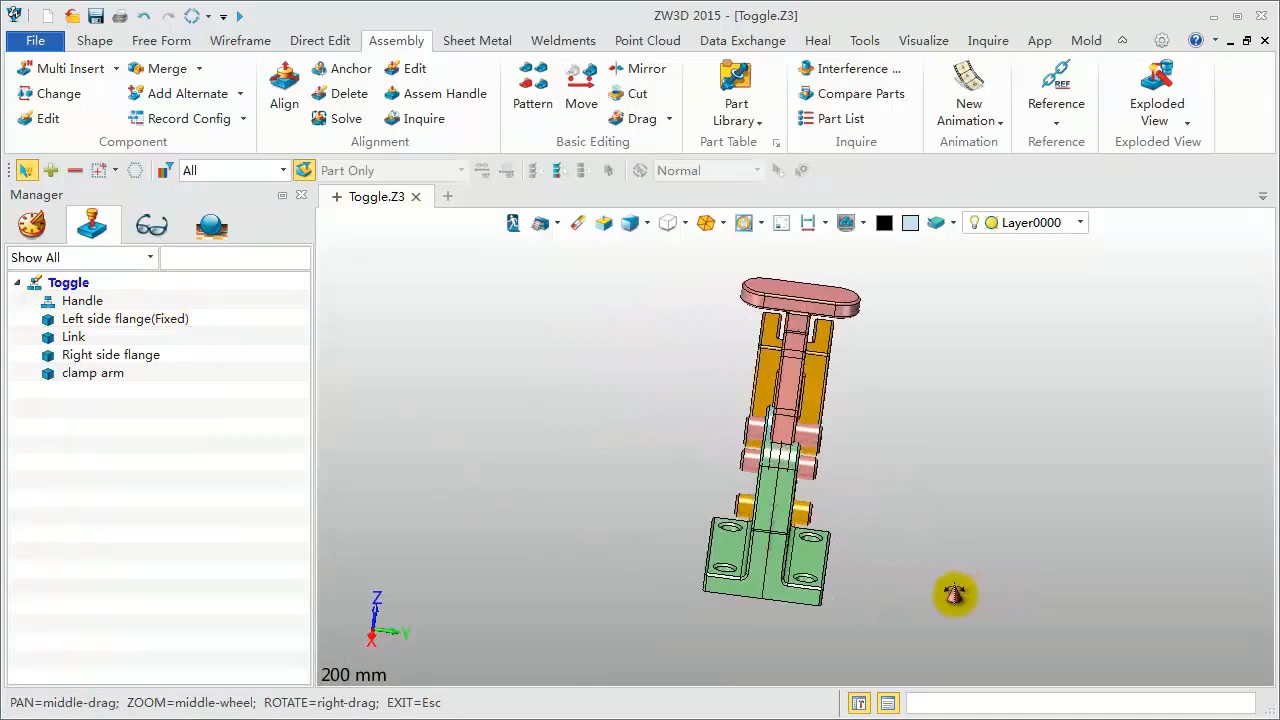 ZW3D 2015 - [Toggle.Z3]
File Shape Free Form Wireframe Direct Edit Assembly Sheet Metal Weldments Point Cloud Data Exchange Heal Tools Visualize Inquire App Mold
Multi Insert Merge Anchor Edit Mirror Interference ...
Change Add Alternate Delete Assem Handle Cut Compare Parts
Edit Record Config Solve Inquire Drag Part List
Align Pattern Move Part Library New Animation Reference Exploded View
REF
Component Alignment Basic Editing Part Table Inquire Animation Reference Exploded View
All Part Only Normal
Manager
Toggle.Z3
Layer0000
Show All
Toggle
Handle
Left side flange(Fixed)
Link
Right side flange
clamp arm
Z
Y
X
200 mm
PAN=middle-drag; ZOOM=middle-wheel; ROTATE=right-drag; EXIT=Esc